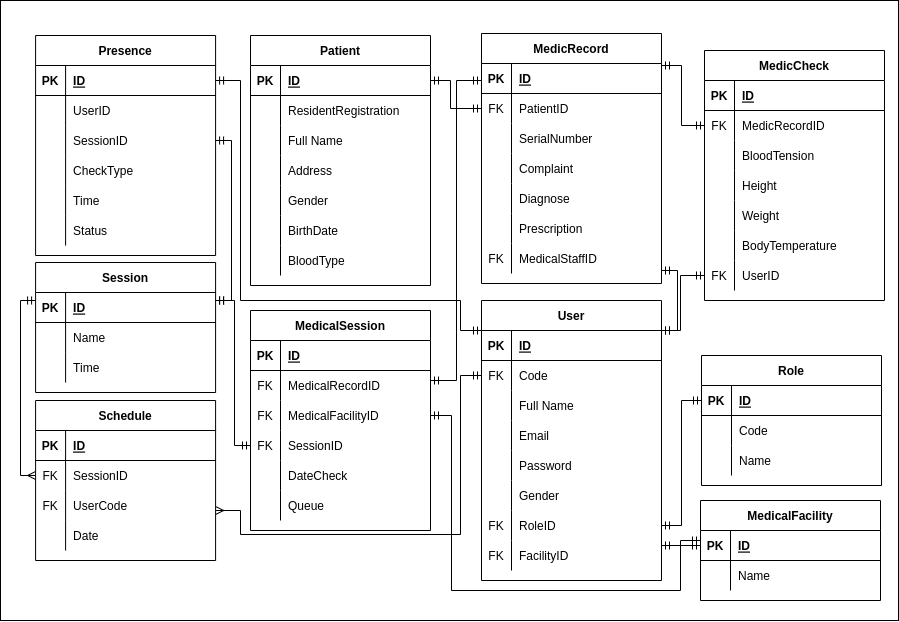 Presence
PK ID
UserID
SessionID
CheckType
Time
Status
Patient
PK ID
ResidentRegistration
Full Name
Address
Gender
BirthDate
BloodType
MedicRecord
PK ID
FK PatientID
SerialNumber
Complaint
Diagnose
Prescription
FK MedicalStaffID
MedicCheck
PK ID
FK MedicRecordID
BloodTension
Height
Weight
BodyTemperature
FK UserID
Session
PK ID
Name
Time
MedicalSession
PK ID
FK MedicalRecordID
FK MedicalFacilityID
FK SessionID
DateCheck
Queue
User
PK ID
FK Code
Full Name
Email
Password
Gender
FK RoleID
FK FacilityID
Role
PK ID
Code
Name
Schedule
PK ID
FK SessionID
FK UserCode
Date
MedicalFacility
PK ID
Name